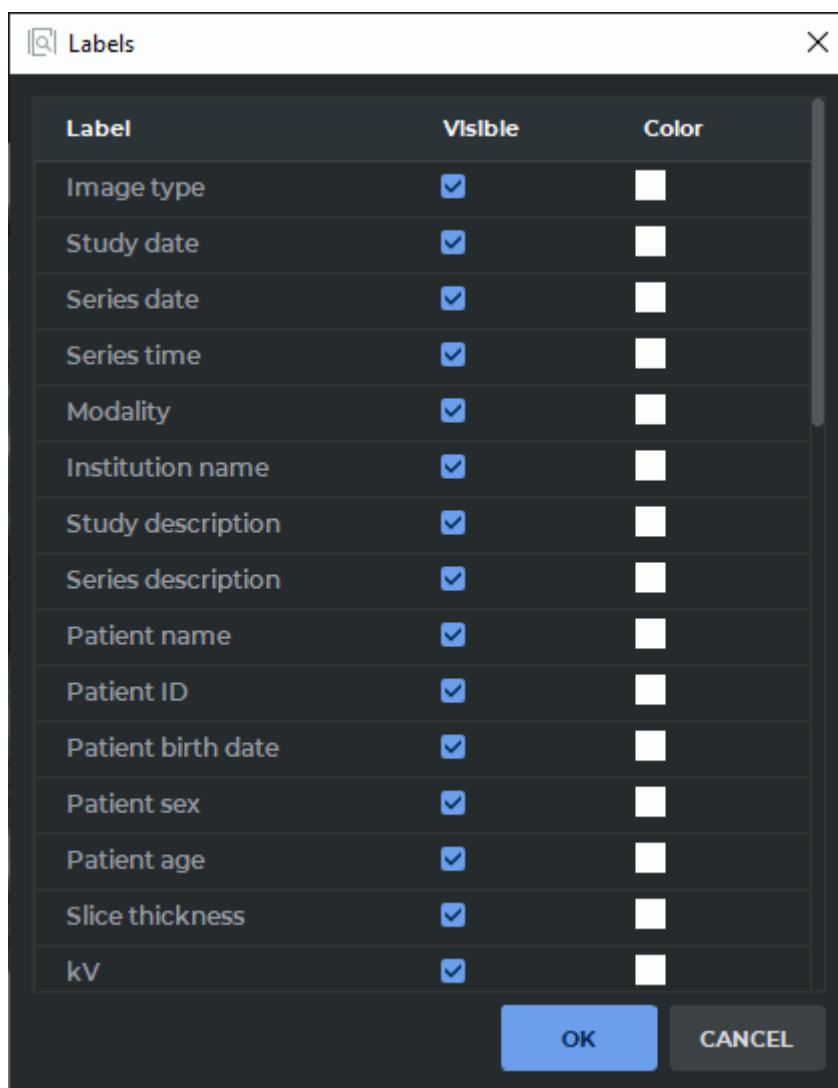 Labels
Label Visible Color
Image type
Study date
Series date
Series time
Modality
Institution name
Study description
Series description
Patient name
Patient ID
Patient birth date
Patient sex
Patient age
Slice thickness
kV
OK CANCEL